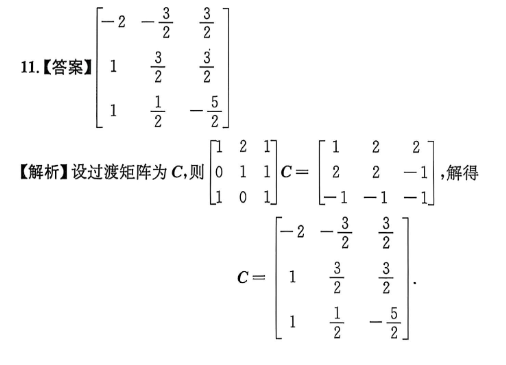 11.【答案】$\begin{bmatrix} -2 & -\frac{3}{2} & \frac{3}{2} \\ 1 & \frac{3}{2} & \frac{3}{2} \\ 1 & \frac{1}{2} & -\frac{5}{2} \end{bmatrix}$
【解析】设过渡矩阵为 C,则 $\begin{bmatrix} 1 & 2 & 1 \\ 0 & 1 & 1 \\ 1 & 0 & 1 \end{bmatrix} C = \begin{bmatrix} 1 & 2 & 2 \\ 2 & 2 & -1 \\ -1 & -1 & -1 \end{bmatrix}$,解得
$C = \begin{bmatrix} -2 & -\frac{3}{2} & \frac{3}{2} \\ 1 & \frac{3}{2} & \frac{3}{2} \\ 1 & \frac{1}{2} & -\frac{5}{2} \end{bmatrix}$.